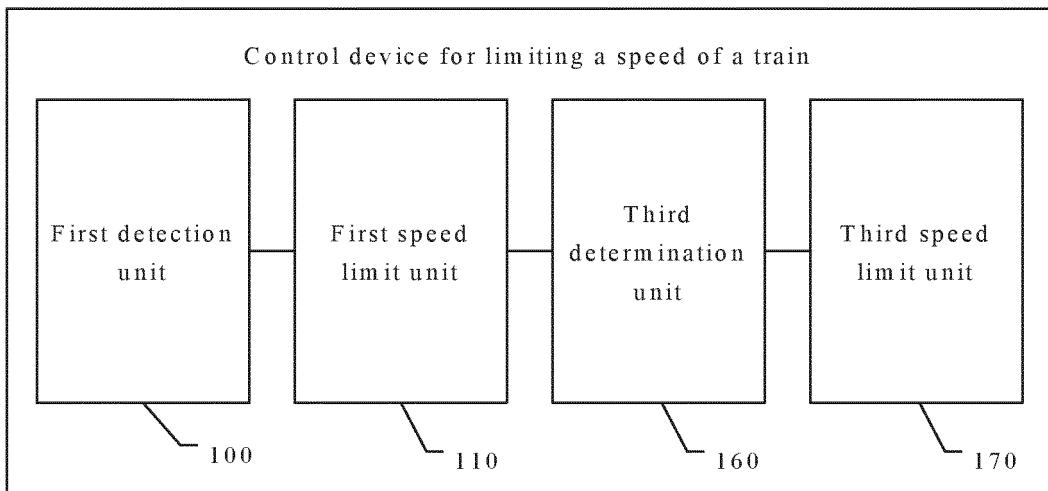 Control device for limiting a speed of a train
First detection
unit
First speed
limit unit
Third
determination
unit
Third speed
limit unit
100
110
160
170